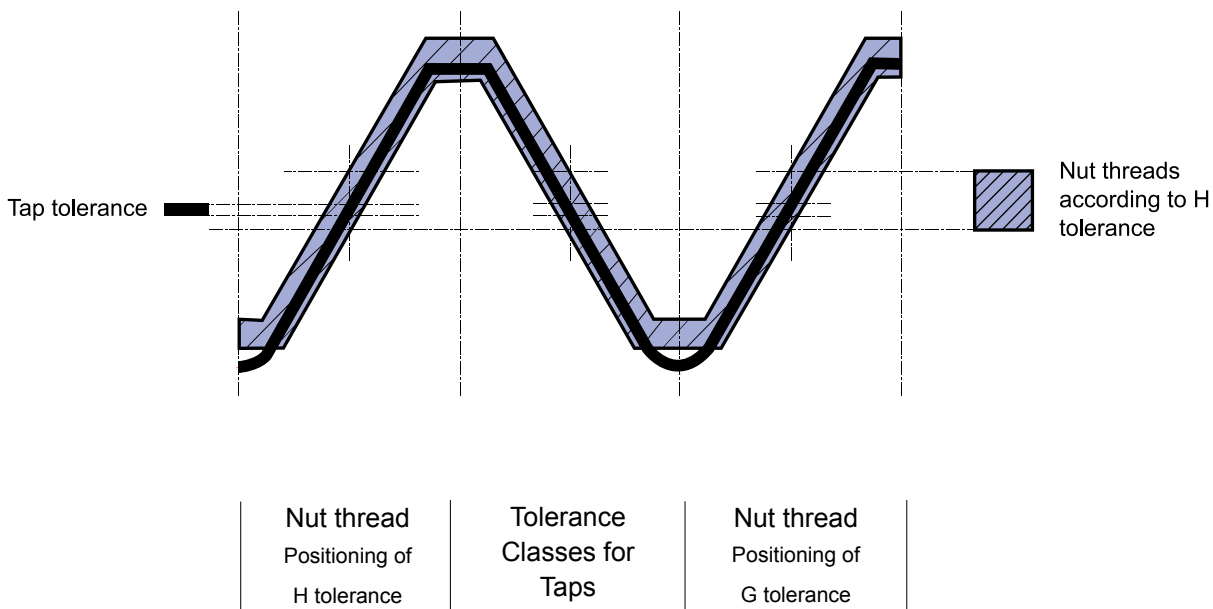 Tap tolerance
Nut threads
according to H
tolerance
Nut thread
Positioning of
H tolerance
Tolerance
Classes for
Taps
Nut thread
Positioning of
G tolerance